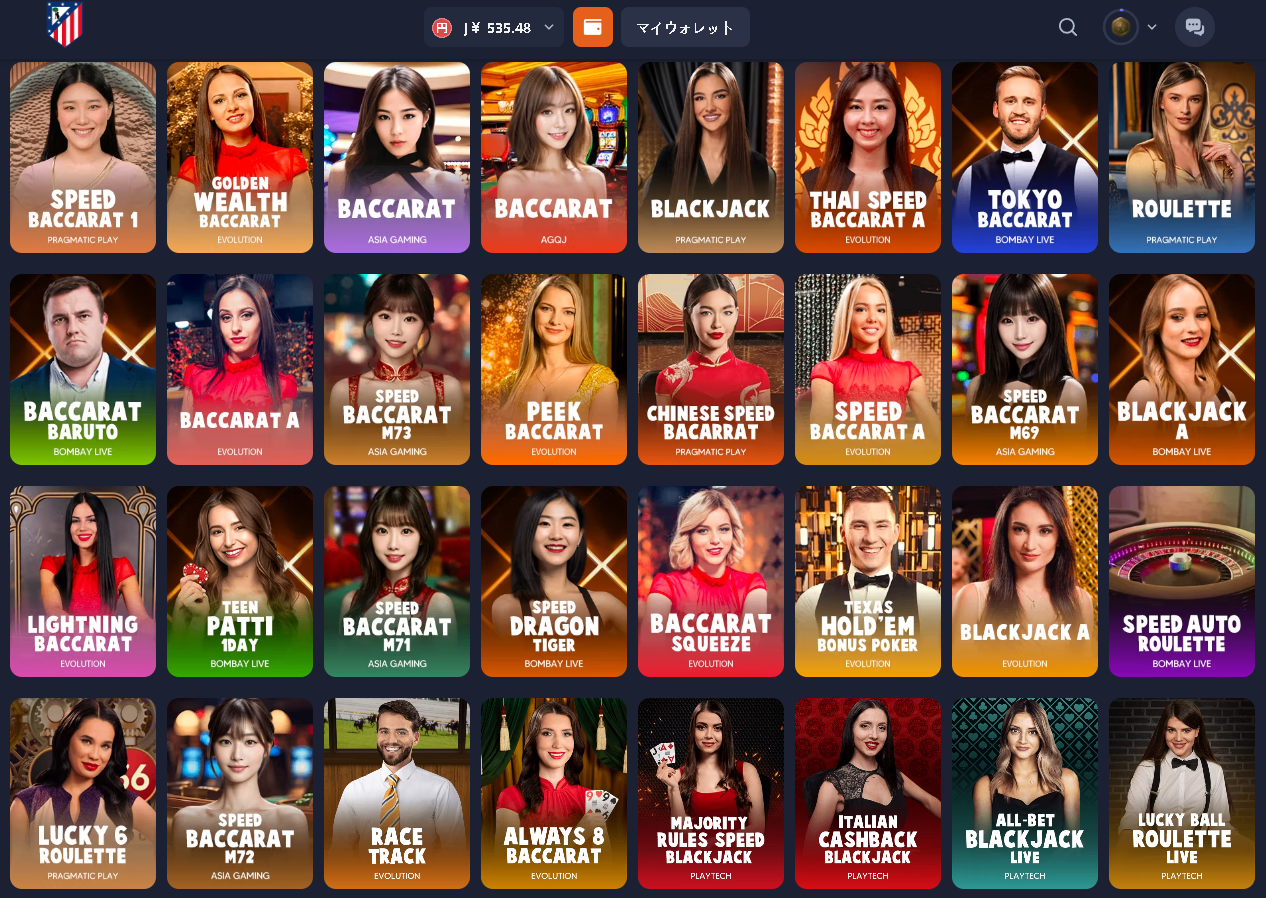 円 J¥ 535.48
マイウォレット
SPEED
BACCARAT 1
PRAGMATIC PLAY
GOLDEN
WEALTH
BACCARAT
EVOLUTION
BACCARAT
ASIA GAMING
BACCARAT
AGQJ
BLACKJACK
PRAGMATIC PLAY
THAI SPEED
BACCARAT A
EVOLUTION
TOKYO
BACCARAT
BOMBAY LIVE
ROULETTE
PRAGMATIC PLAY
BACCARAT
BARUTO
BOMBAY LIVE
BACCARAT A
EVOLUTION
SPEED
BACCARAT
M73
ASIA GAMING
PEEK
BACCARAT
EVOLUTION
CHINESE SPEED
BACARRAT
PRAGMATIC PLAY
SPEED
BACCARAT A
EVOLUTION
SPEED
BACCARAT
M69
ASIA GAMING
BLACKJACK
A
BOMBAY LIVE
LIGHTNING
BACCARAT
EVOLUTION
TEEN
PATTI
1DAY
BOMBAY LIVE
SPEED
BACCARAT
M71
ASIA GAMING
SPEED
DRAGON
TIGER
BOMBAY LIVE
BACCARAT
SQUEEZE
EVOLUTION
TEXAS
HOLD'EM
BONUS POKER
EVOLUTION
BLACKJACK A
EVOLUTION
SPEED AUTO
ROULETTE
BOMBAY LIVE
LUCKY 6
ROULETTE
PRAGMATIC PLAY
SPEED
BACCARAT
M72
ASIA GAMING
RACE
TRACK
EVOLUTION
ALWAYS 8
BACCARAT
EVOLUTION
MAJORITY
RULES SPEED
BLACKJACK
PLAYTECH
ITALIAN
CASHBACK
BLACKJACK
PLAYTECH
ALL-BET
BLACKJACK
LIVE
PLAYTECH
LUCKY BALL
ROULETTE
LIVE
PLAYTECH